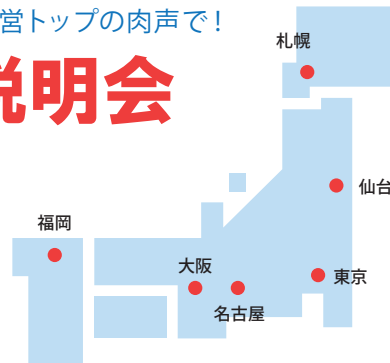 営トップの肉声で！
説明会
札幌
仙台
福岡
大阪
東京
名古屋